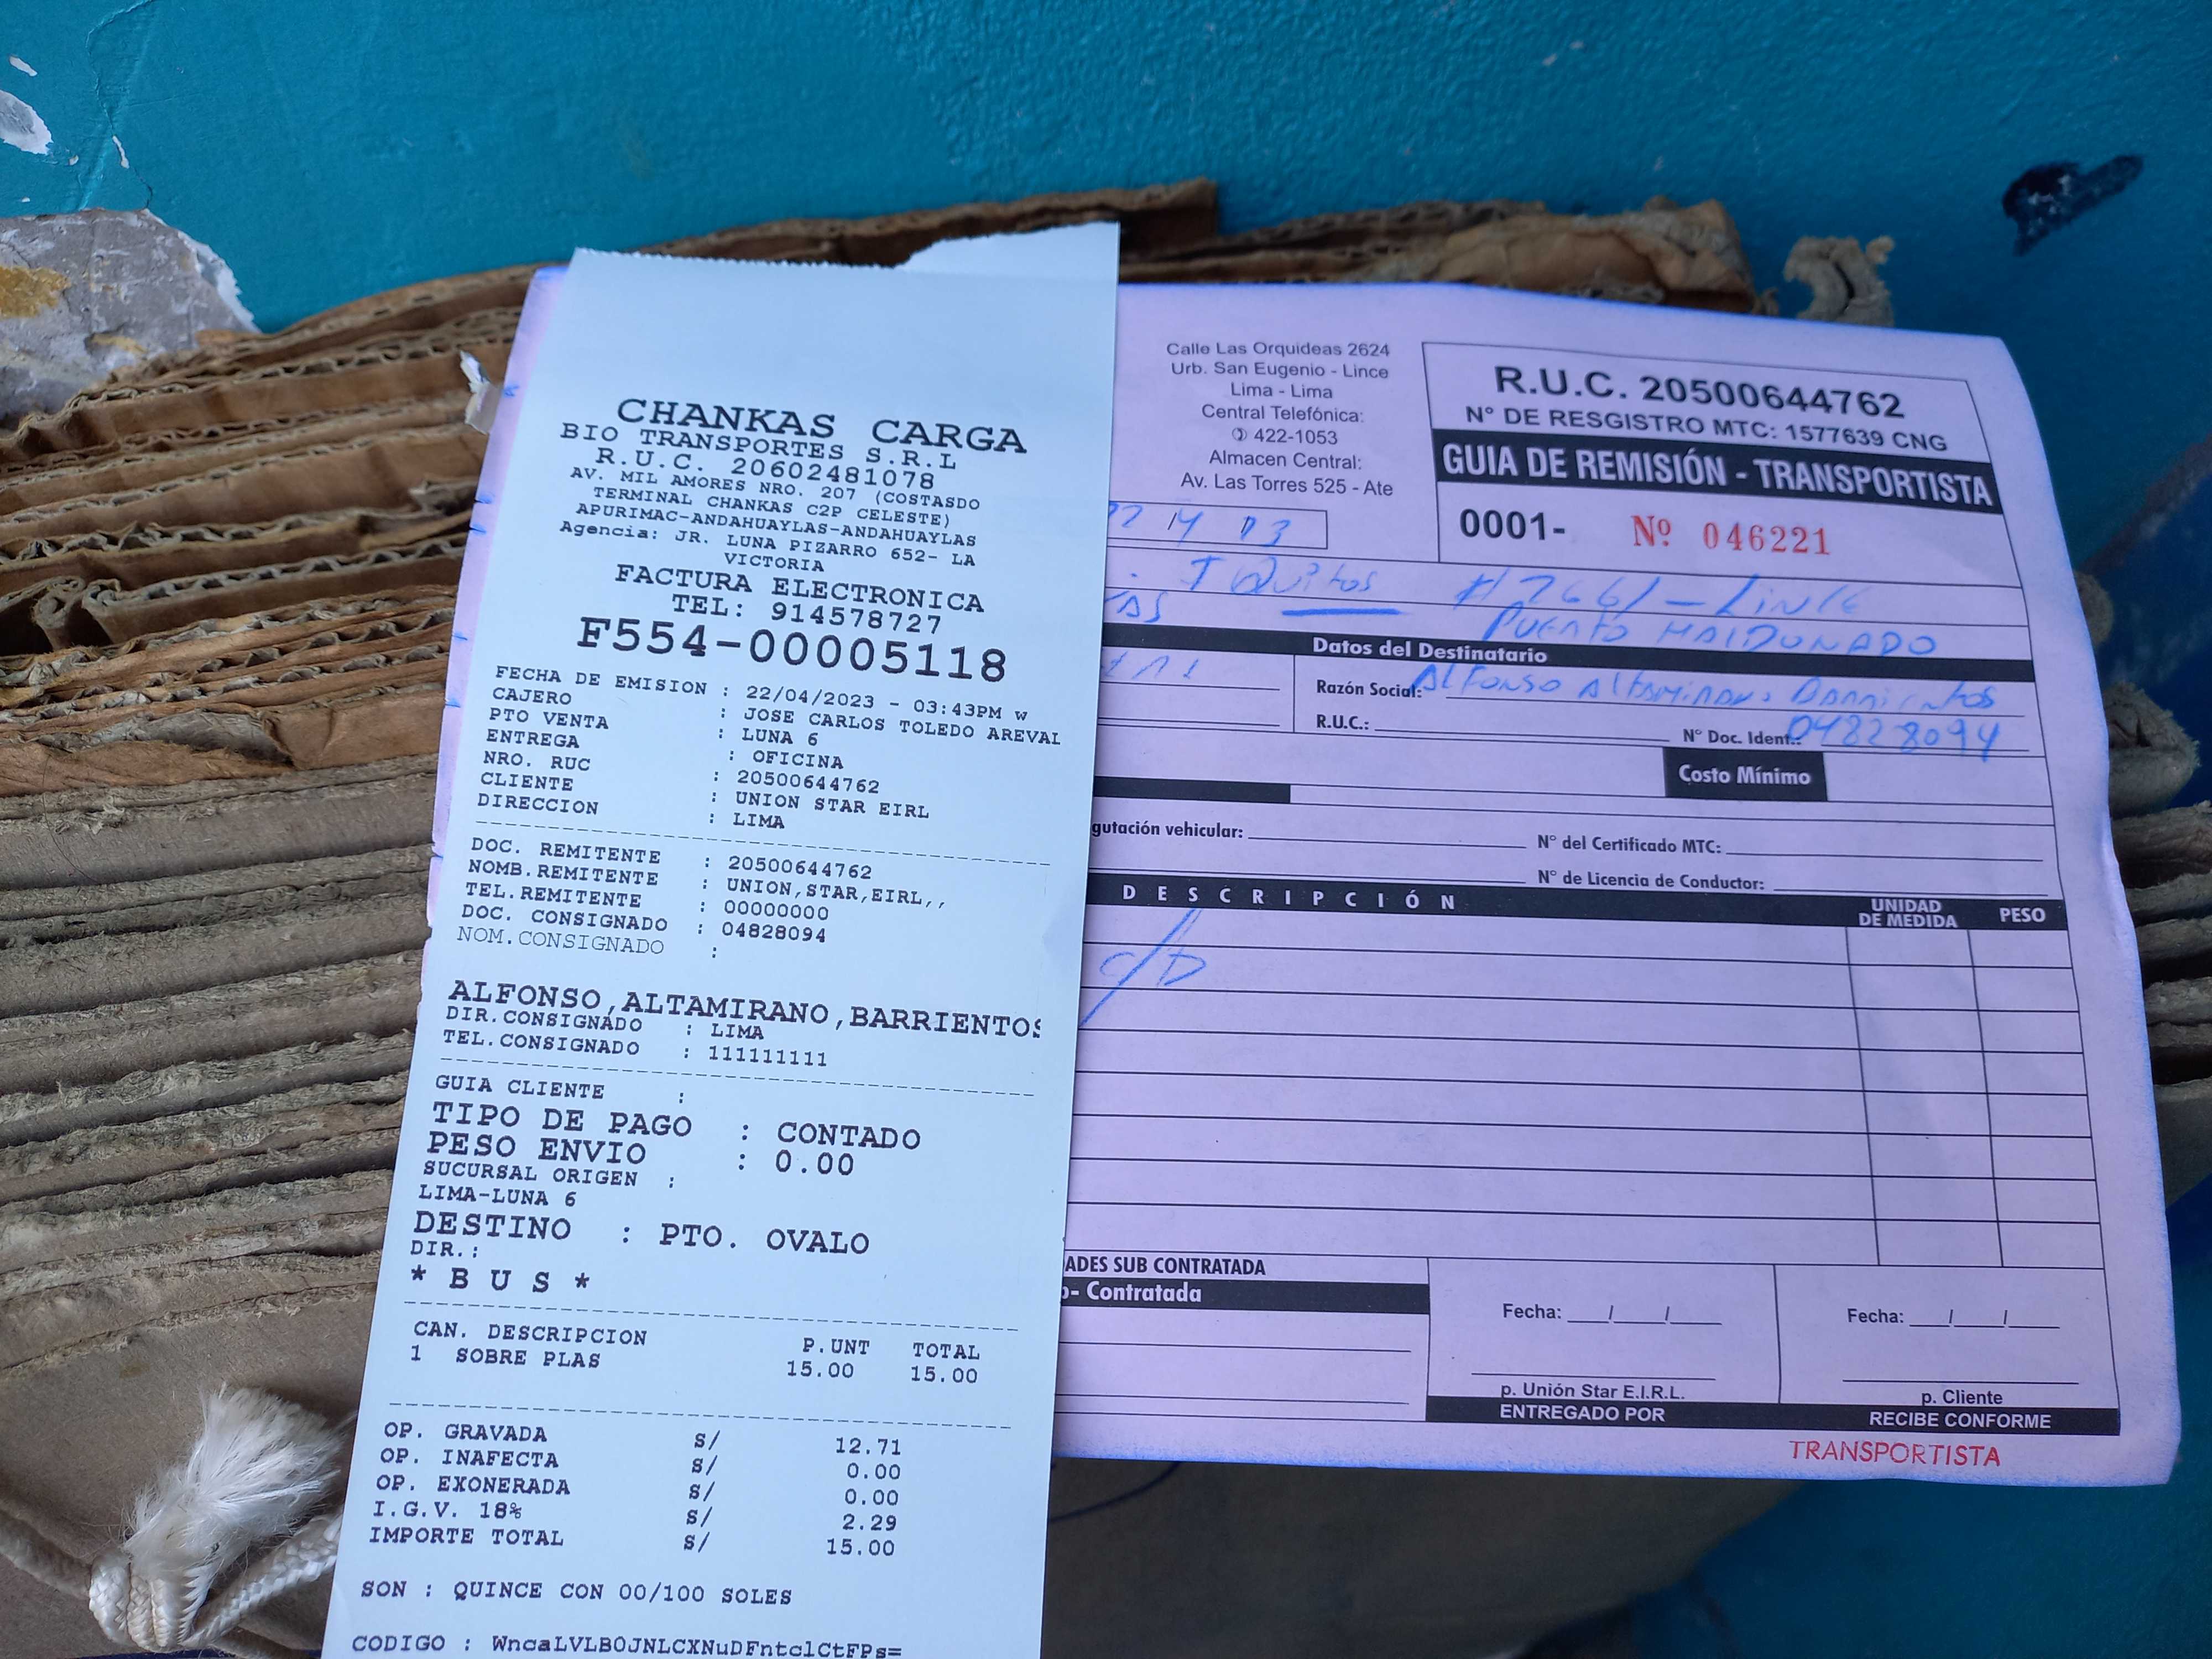 CHANKAS CARGA
BIO TRANSPORTES S.R.L
R.U.C. 20602481078
AV. MIL AMORES NRO. 207 (COSTASDO
TERMINAL CHANKAS C2P CELESTE)
APURIMAC-ANDAHUAYLAS-ANDAHUAYLAS
Agencia: JR. LUNA PIZARRO 652- LA
VICTORIA
FACTURA ELECTRONICA
TEL: 914578727
F554-00005118
FECHA DE EMISION : 22/04/2023 - 03:43PM w
CAJERO : JOSE CARLOS TOLEDO AREVAL
PTO VENTA : LUNA 6
ENTREGA : OFICINA
NRO. RUC : 20500644762
CLIENTE : UNION STAR EIRL
DIRECCION : LIMA
DOC. REMITENTE : 20500644762
NOMB.REMITENTE : UNION,STAR,EIRL,,
TEL.REMITENTE : 00000000
DOC. CONSIGNADO : 04828094
NOM.CONSIGNADO :
ALFONSO,ALTAMIRANO,BARRIENTOS
DIR.CONSIGNADO : LIMA
TEL.CONSIGNADO : 111111111
GUIA CLIENTE :
TIPO DE PAGO : CONTADO
PESO ENVIO : 0.00
SUCURSAL ORIGEN :
LIMA-LUNA 6
DESTINO : PTO. OVALO
DIR.:
* B U S *
CAN. DESCRIPCION P.UNT TOTAL
1 SOBRE PLAS 15.00 15.00
OP. GRAVADA S/ 12.71
OP. INAFECTA S/ 0.00
OP. EXONERADA S/ 0.00
I.G.V. 18% S/ 2.29
IMPORTE TOTAL S/ 15.00
SON : QUINCE CON 00/100 SOLES
CODIGO : WncaLVLB0JNLCXNuDFntclCtFPs=
Calle Las Orquideas 2624
Urb. San Eugenio - Lince
Lima - Lima
Central Telefónica:
422-1053
Almacen Central:
Av. Las Torres 525 - Ate
R.U.C. 20500644762
N° DE RESGISTRO MTC: 1577639 CNG
GUIA DE REMISIÓN - TRANSPORTISTA
0001- Nº 046221
IQuitos
PUERTO MALDONADO
Datos del Destinatario
Razón Social: Alfonso Altamirano Barrientos
R.U.C.: N° Doc. Ident.: 04828094
Costo Mínimo
gutación vehicular: N° del Certificado MTC:
N° de Licencia de Conductor:
DESCRIPCIÓN UNIDAD DE MEDIDA PESO
C/D
ADES SUB CONTRATADA
- Contratada
Fecha: / / Fecha: / /
p. Unión Star E.I.R.L. p. Cliente
ENTREGADO POR RECIBE CONFORME
TRANSPORTISTA